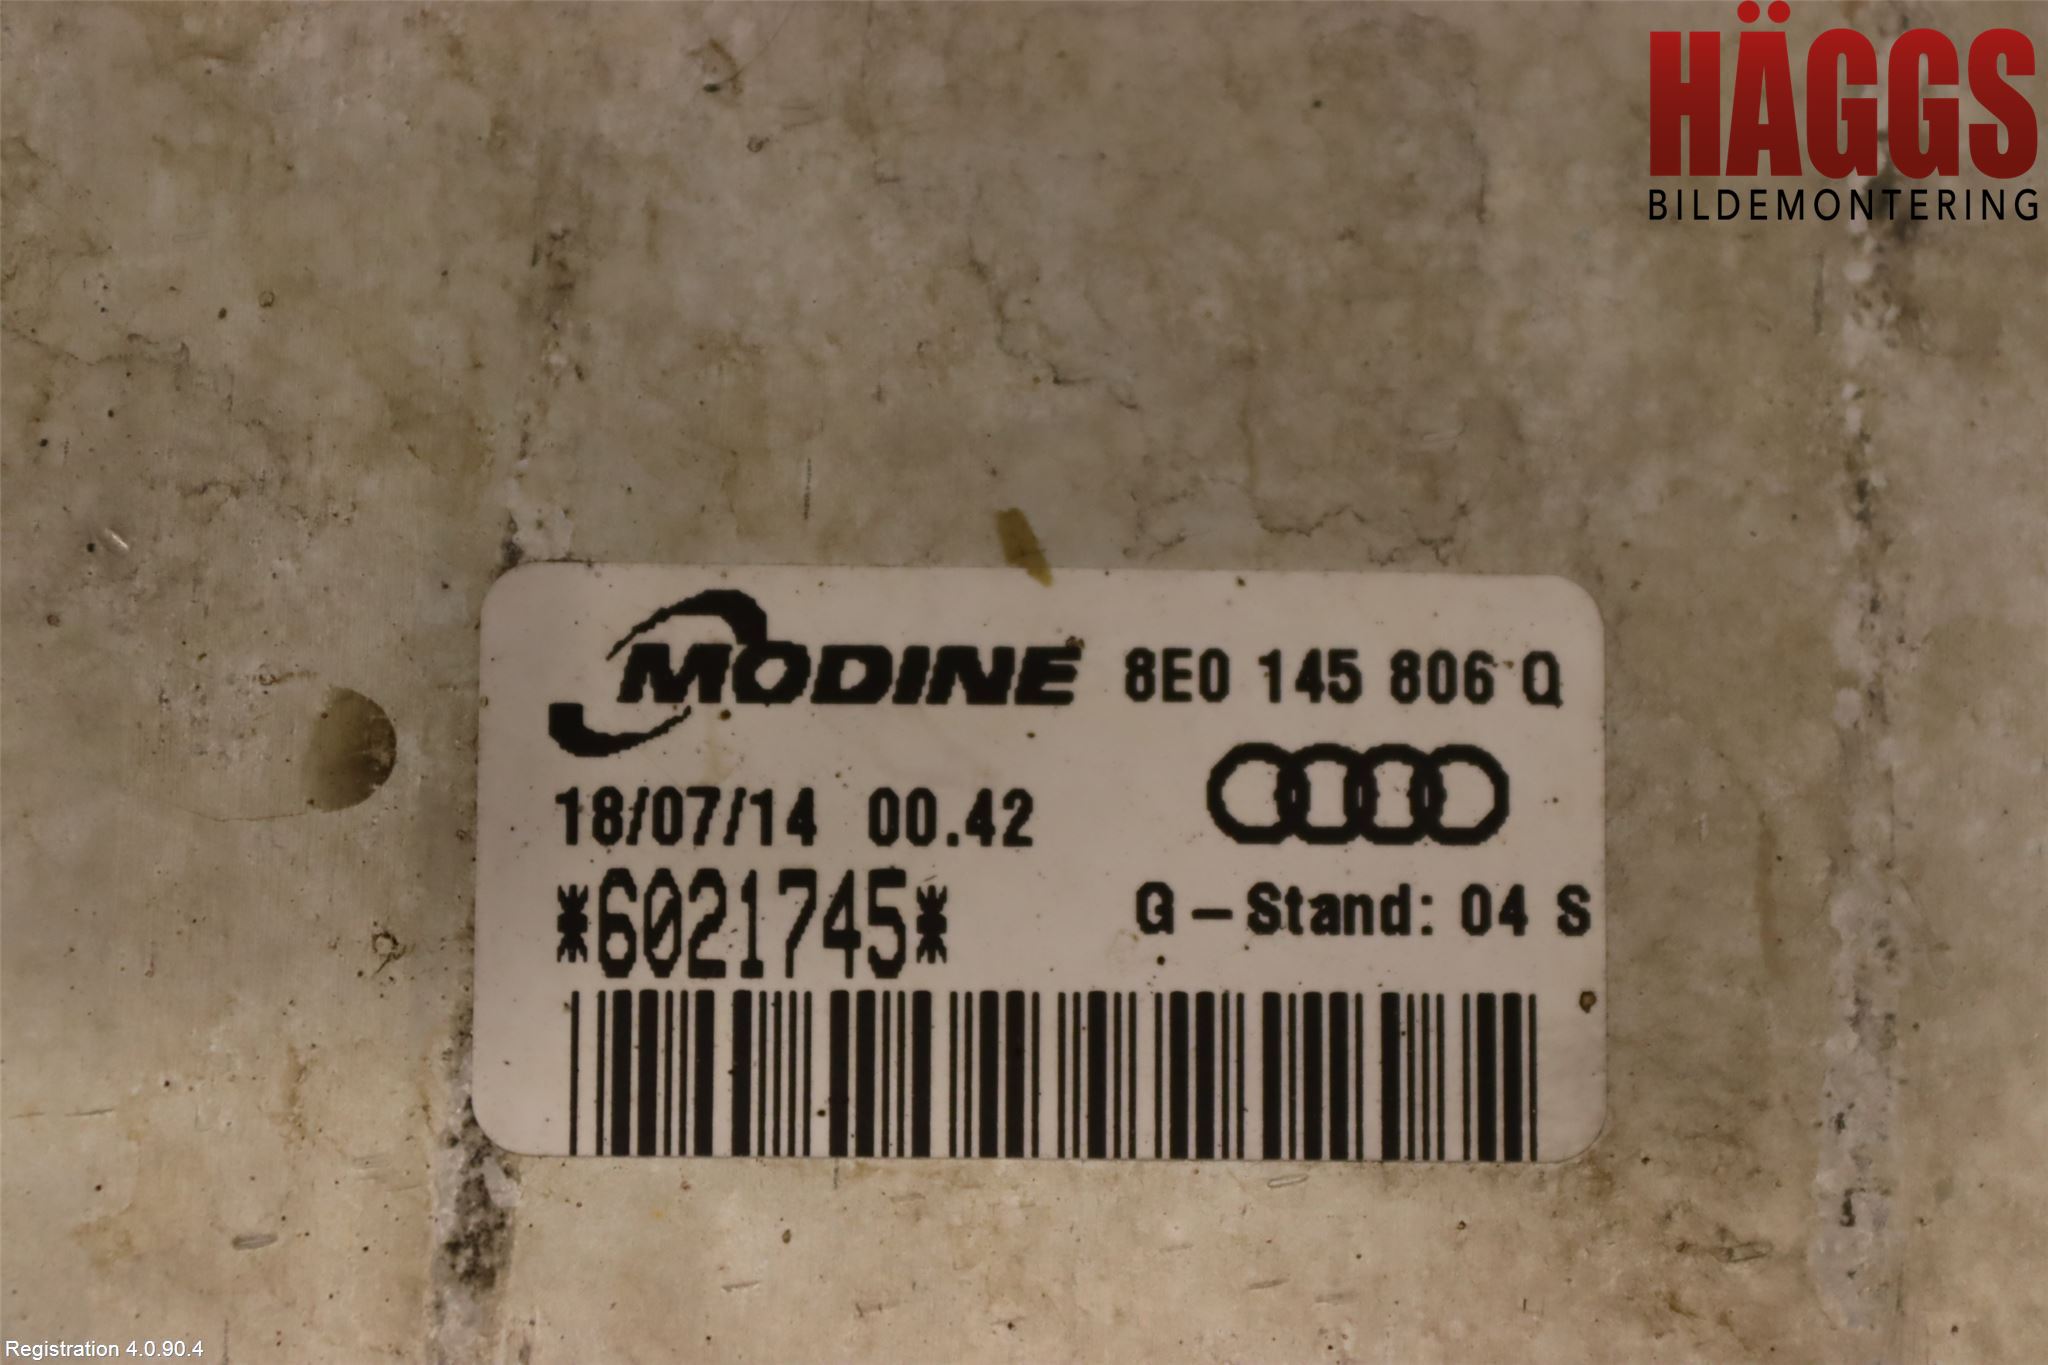 HÄGGS
BILDEMONTERING
MODINE 8E0 145 806 Q
18/07/14 00.42
*6021745*
G-Stand: 04 S
Registration 4.0.90.4